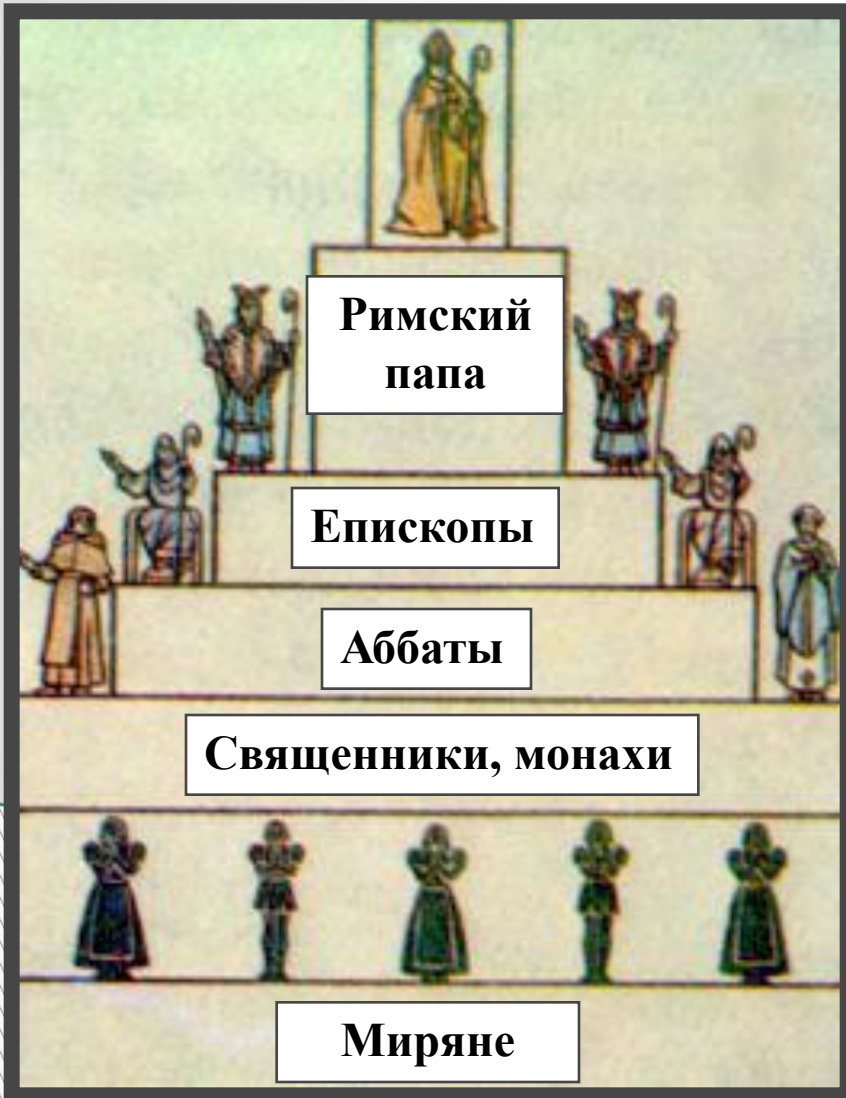 Римский
папа
Епископы
Аббаты
Священники, монахи
Миряне